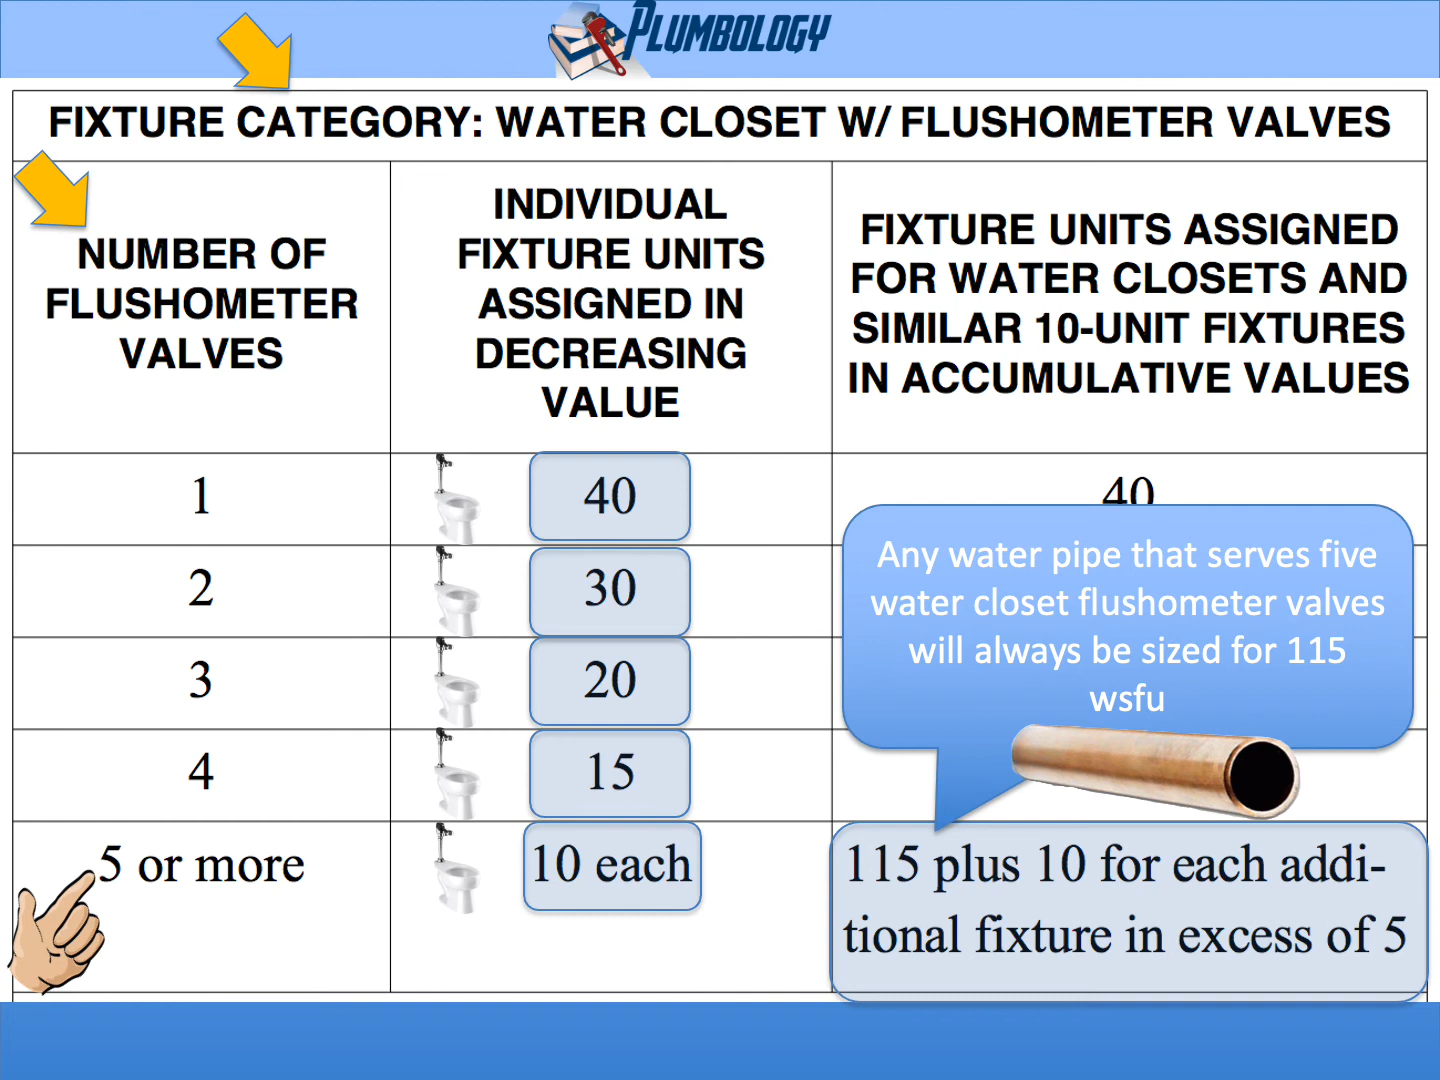 PLUMBOLOGY
FIXTURE CATEGORY: WATER CLOSET W/ FLUSHOMETER VALVES
NUMBER OF
FLUSHOMETER
VALVES
INDIVIDUAL
FIXTURE UNITS
ASSIGNED IN
DECREASING
VALUE
FIXTURE UNITS ASSIGNED
FOR WATER CLOSETS AND
SIMILAR 10-UNIT FIXTURES
IN ACCUMULATIVE VALUES
1
40
40
2
30
3
20
4
15
Any water pipe that serves five
water closet flushometer valves
will always be sized for 115
wsfu
5 or more
10 each
115 plus 10 for each addi-
tional fixture in excess of 5